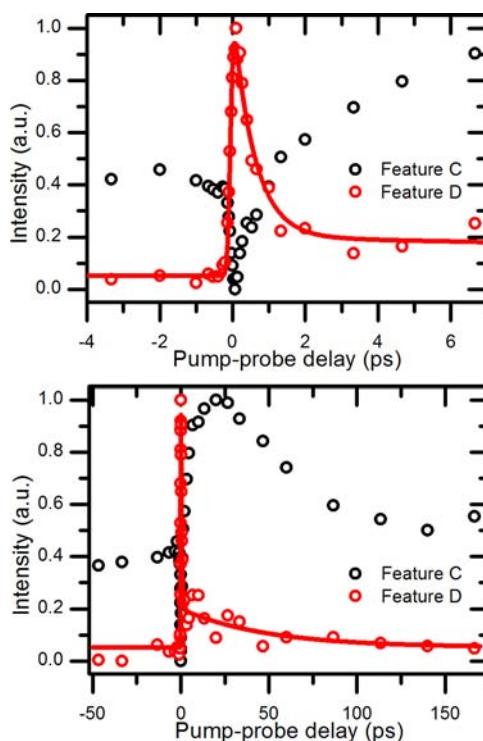 1.0
0.8
0.6
0.4
0.2
0.0
Intensity (a.u.)
Feature C
Feature D
-4 -2 0 2 4 6
Pump-probe delay (ps)
1.0
0.8
0.6
0.4
0.2
0.0
Intensity (a.u.)
Feature C
Feature D
-50 0 50 100 150
Pump-probe delay (ps)